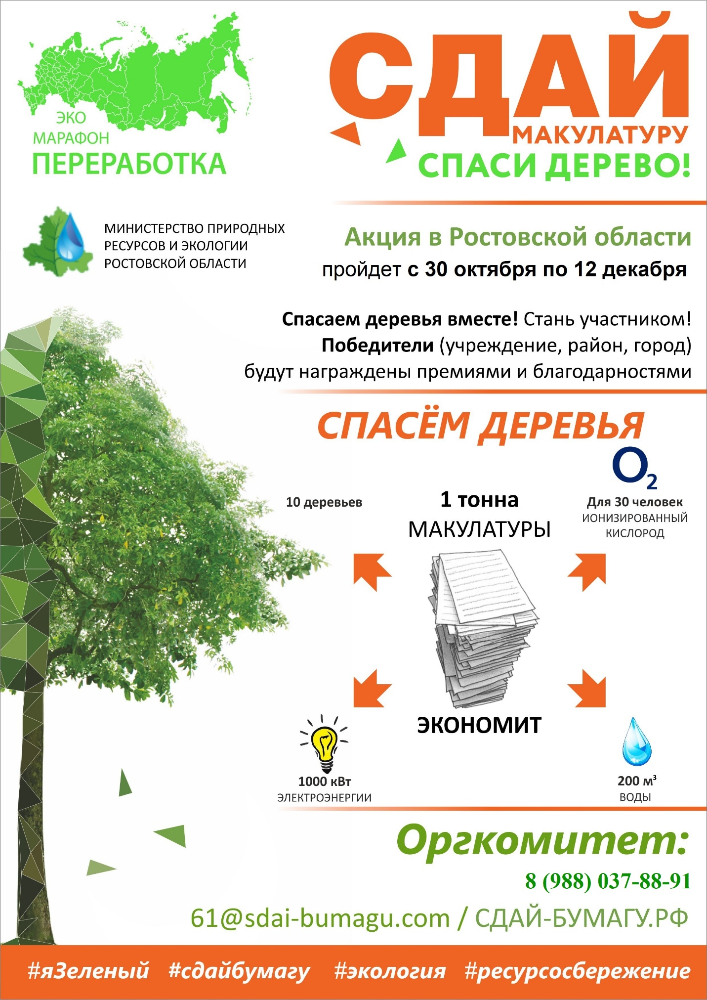 ЭКО
МАРАФОН
ПЕРЕРАБОТКА
СДАЙ
МАКУЛАТУРУ
СПАСИ ДЕРЕВО!
МИНИСТЕРСТВО ПРИРОДНЫХ
РЕСУРСОВ И ЭКОЛОГИИ
РОСТОВСКОЙ ОБЛАСТИ
Акция в Ростовской области
пройдет с 30 октября по 12 декабря
Спасаем деревья вместе! Стань участником!
Победители (учреждение, район, город)
будут награждены премиями и благодарностями
СПАСЁМ ДЕРЕВЬЯ
10 деревьев
1 тонна
МАКУЛАТУРЫ
O₂
Для 30 человек
ИОНИЗИРОВАННЫЙ
КИСЛОРОД
ЭКОНОМИТ
1000 кВт
ЭЛЕКТРОЭНЕРГИИ
200 м³
ВОДЫ
Оргкомитет:
8 (988) 037-88-91
61@sdai-bumagu.com / СДАЙ-БУМАГУ.РФ
#яЗеленый #сдайбумагу #экология #ресурсосбережение